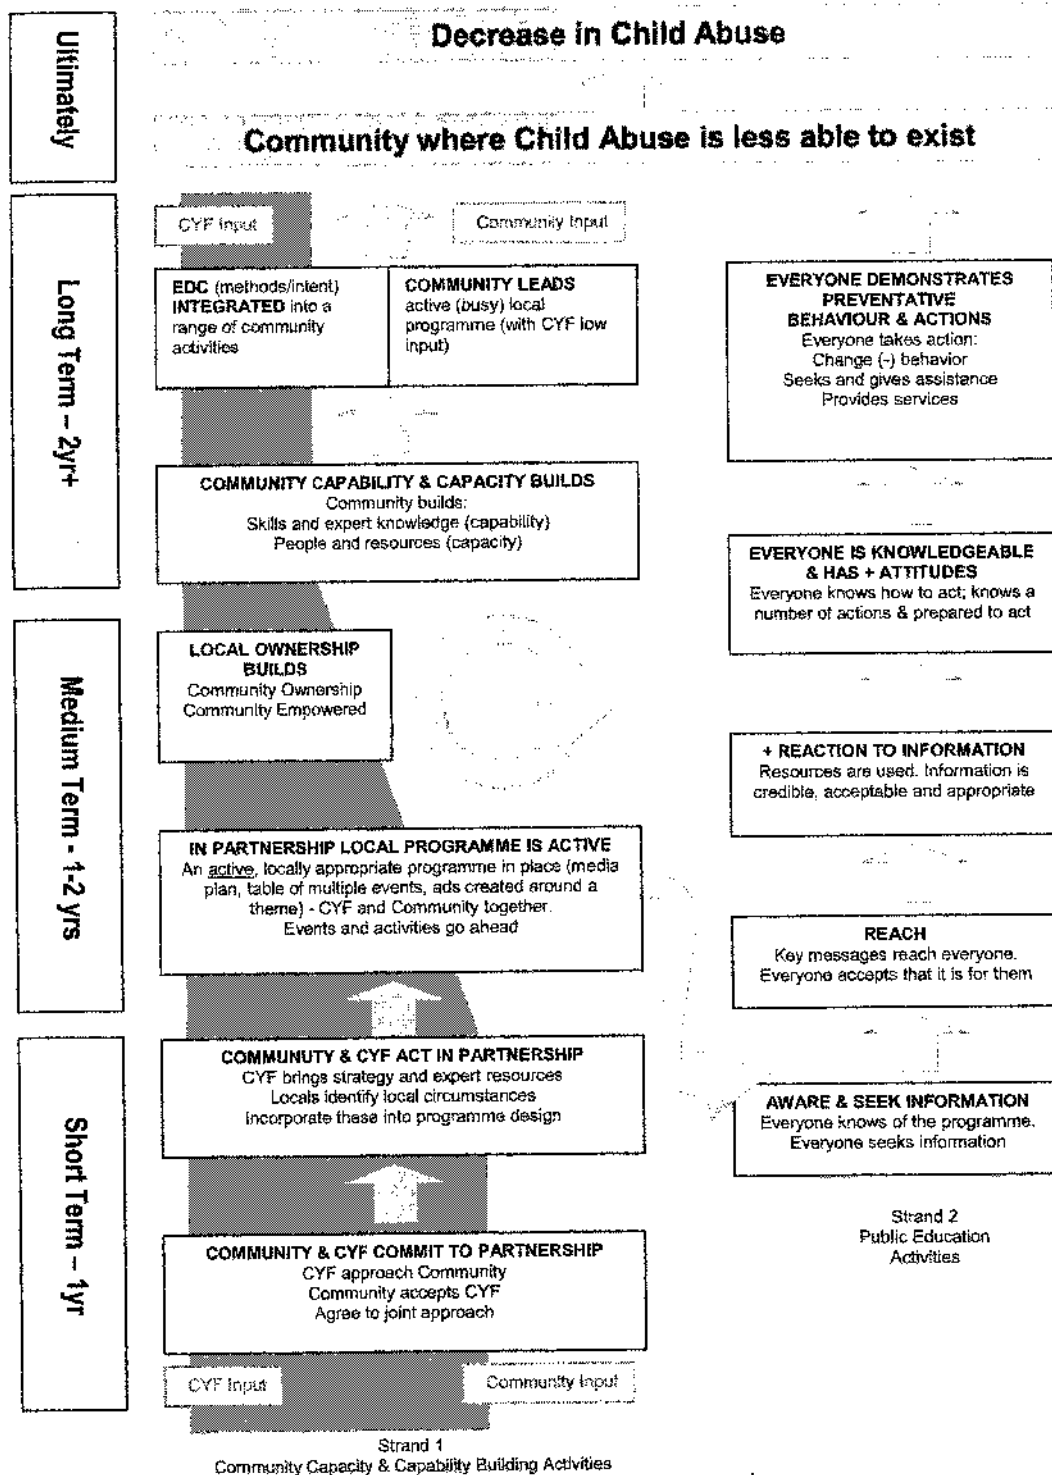 Ultimately
Decrease in Child Abuse
Community where Child Abuse is less able to exist
Long Term – 2yr+
CYF Input
Community Input
EDC (methods/intent)
INTEGRATED into a
range of community
activities
COMMUNITY LEADS
active (busy) local
programme (with CYF low
input)
COMMUNITY CAPABILITY & CAPACITY BUILDS
Community builds:
Skills and expert knowledge (capability)
People and resources (capacity)
Medium Term - 1-2 yrs
LOCAL OWNERSHIP
BUILDS
Community Ownership
Community Empowered
IN PARTNERSHIP LOCAL PROGRAMME IS ACTIVE
An active, locally appropriate programme in place (media
plan, table of multiple events, ads created around a
theme) - CYF and Community together.
Events and activities go ahead
Short Term – 1yr
COMMUNUTY & CYF ACT IN PARTNERSHIP
CYF brings strategy and expert resources
Locals identify local circumstances
Incorporate these into programme design
COMMUNITY & CYF COMMIT TO PARTNERSHIP
CYF approach Community
Community accepts CYF
Agree to joint approach
CYF Input
Community Input
Strand 1
Community Capacity & Capability Building Activities
EVERYONE DEMONSTRATES
PREVENTATIVE
BEHAVIOUR & ACTIONS
Everyone takes action:
Change (-) behavior
Seeks and gives assistance
Provides services
EVERYONE IS KNOWLEDGEABLE
& HAS + ATTITUDES
Everyone knows how to act; knows a
number of actions & prepared to act
+ REACTION TO INFORMATION
Resources are used. Information is
credible, acceptable and appropriate
REACH
Key messages reach everyone.
Everyone accepts that it is for them
AWARE & SEEK INFORMATION
Everyone knows of the programme.
Everyone seeks information
Strand 2
Public Education
Activities